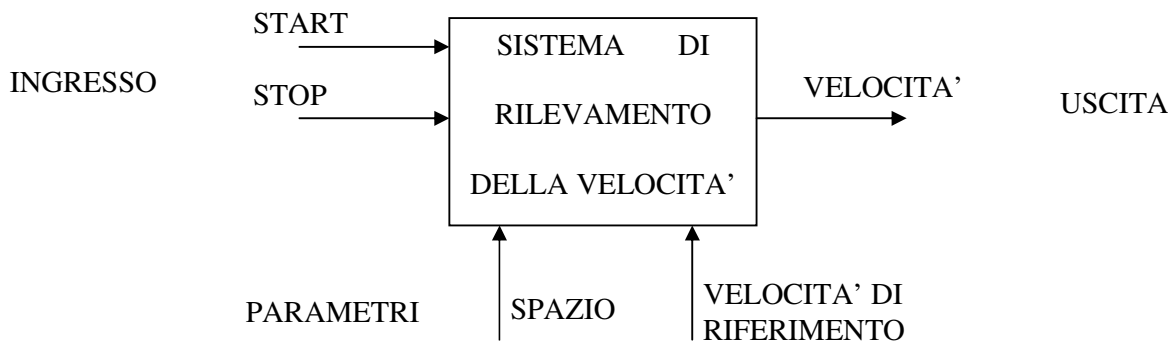 START
SISTEMA DI
INGRESSO
STOP
RILEVAMENTO
VELOCITA'
USCITA
DELLA VELOCITA'
PARAMETRI
SPAZIO
VELOCITA' DI
RIFERIMENTO